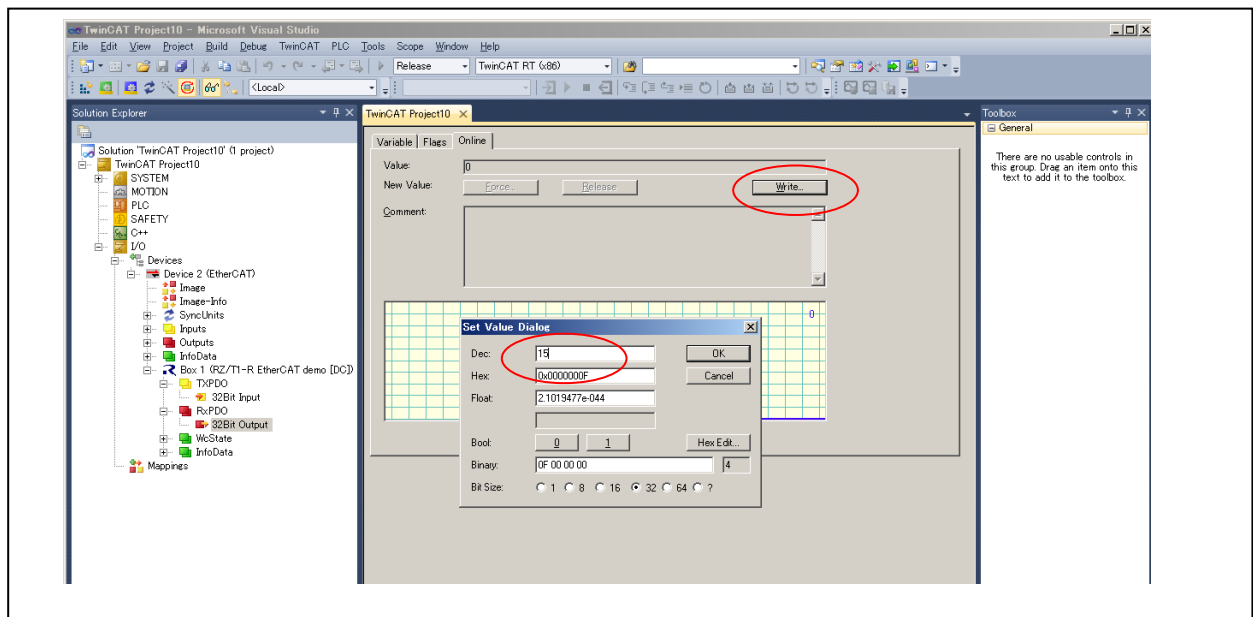 TwinCAT Project10 - Microsoft Visual Studio
File Edit View Project Build Debug TwinCAT PLC Tools Scope Window Help
Release TwinCAT RT (x86)
<Local>
Solution Explorer
TwinCAT Project10
Toolbox
General
There are no usable controls in
this group. Drag an item onto this
text to add it to the toolbox.
Solution 'TwinCAT Project10' (1 project)
TwinCAT Project10
SYSTEM
MOTION
PLC
SAFETY
C++
I/O
Devices
Device 2 (EtherCAT)
Image
Image-Info
SyncUnits
Inputs
Outputs
InfoData
Box 1 (RZ/T1-R EtherCAT demo [DC])
TXPDO
32Bit Input
RxPDO
32Bit Output
WcState
InfoData
Mappings
Variable Flags Online
Value: 0
New Value: Force... Release Write...
Comment:
0
Set Value Dialog
Dec: 15 OK
Hex: 0x0000000F Cancel
Float: 2.1019477e-044
Bool: 0 1 Hex Edit...
Binary: 0F 00 00 00 4
Bit Size: 1 8 16 32 64 ?